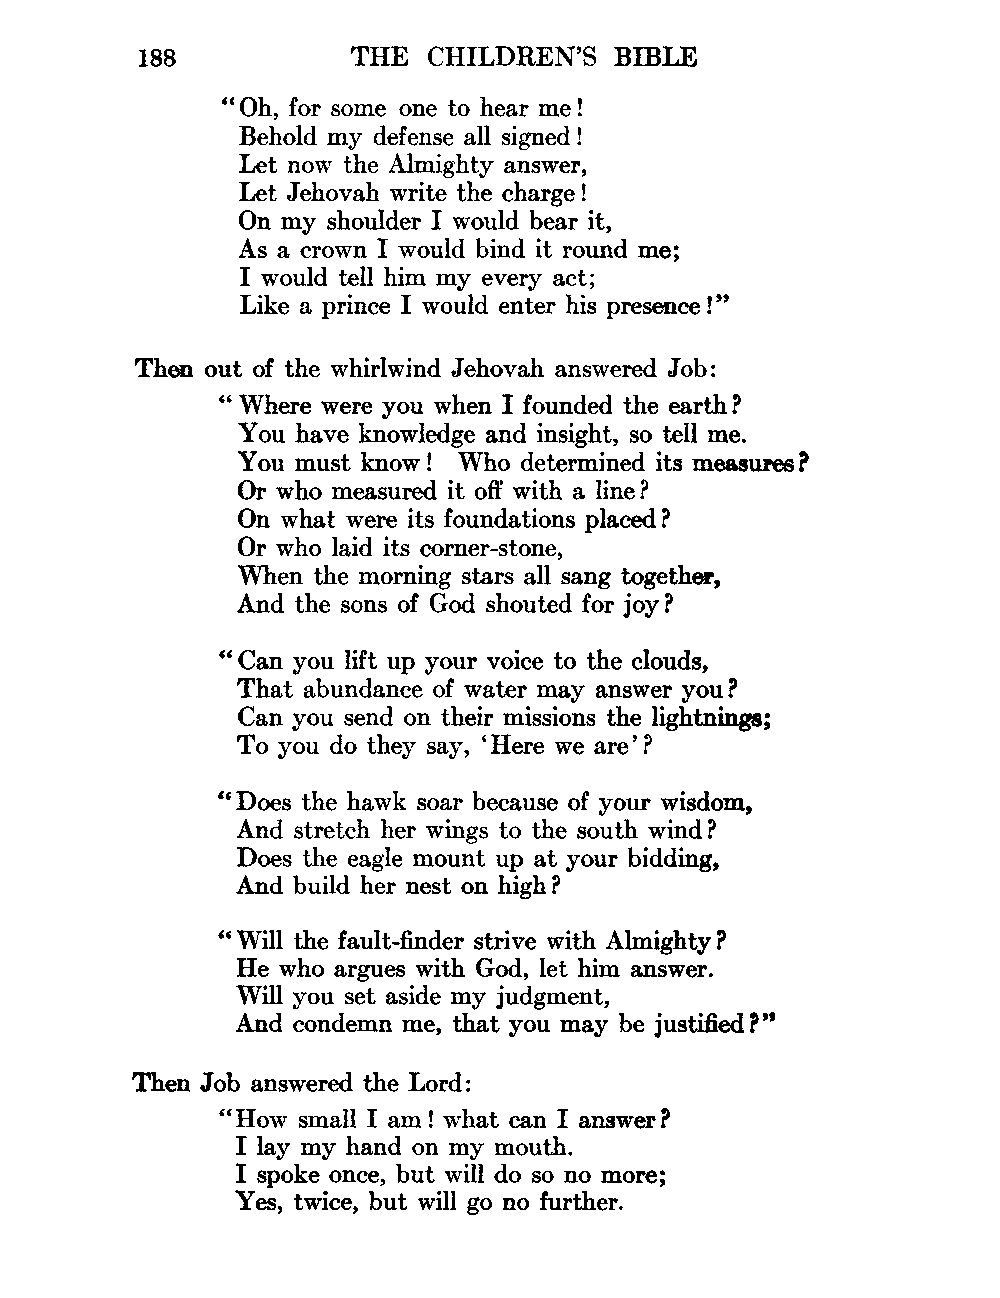 188 THE CHILDREN'S BIBLE
"Oh, for some one to hear me!
Behold my defense all signed!
Let now the Almighty answer,
Let Jehovah write the charge!
On my shoulder I would bear it,
As a crown I would bind it round me;
I would tell him my every act;
Like a prince I would enter his presence!"
Then out of the whirlwind Jehovah answered Job:
"Where were you when I founded the earth?
You have knowledge and insight, so tell me.
You must know! Who determined its measures?
Or who measured it off with a line?
On what were its foundations placed?
Or who laid its corner-stone,
When the morning stars all sang together,
And the sons of God shouted for joy?
"Can you lift up your voice to the clouds,
That abundance of water may answer you?
Can you send on their missions the lightnings;
To you do they say, 'Here we are'?
"Does the hawk soar because of your wisdom,
And stretch her wings to the south wind?
Does the eagle mount up at your bidding,
And build her nest on high?
"Will the fault-finder strive with Almighty?
He who argues with God, let him answer.
Will you set aside my judgment,
And condemn me, that you may be justified?"
Then Job answered the Lord:
"How small I am! what can I answer?
I lay my hand on my mouth.
I spoke once, but will do so no more;
Yes, twice, but will go no further.